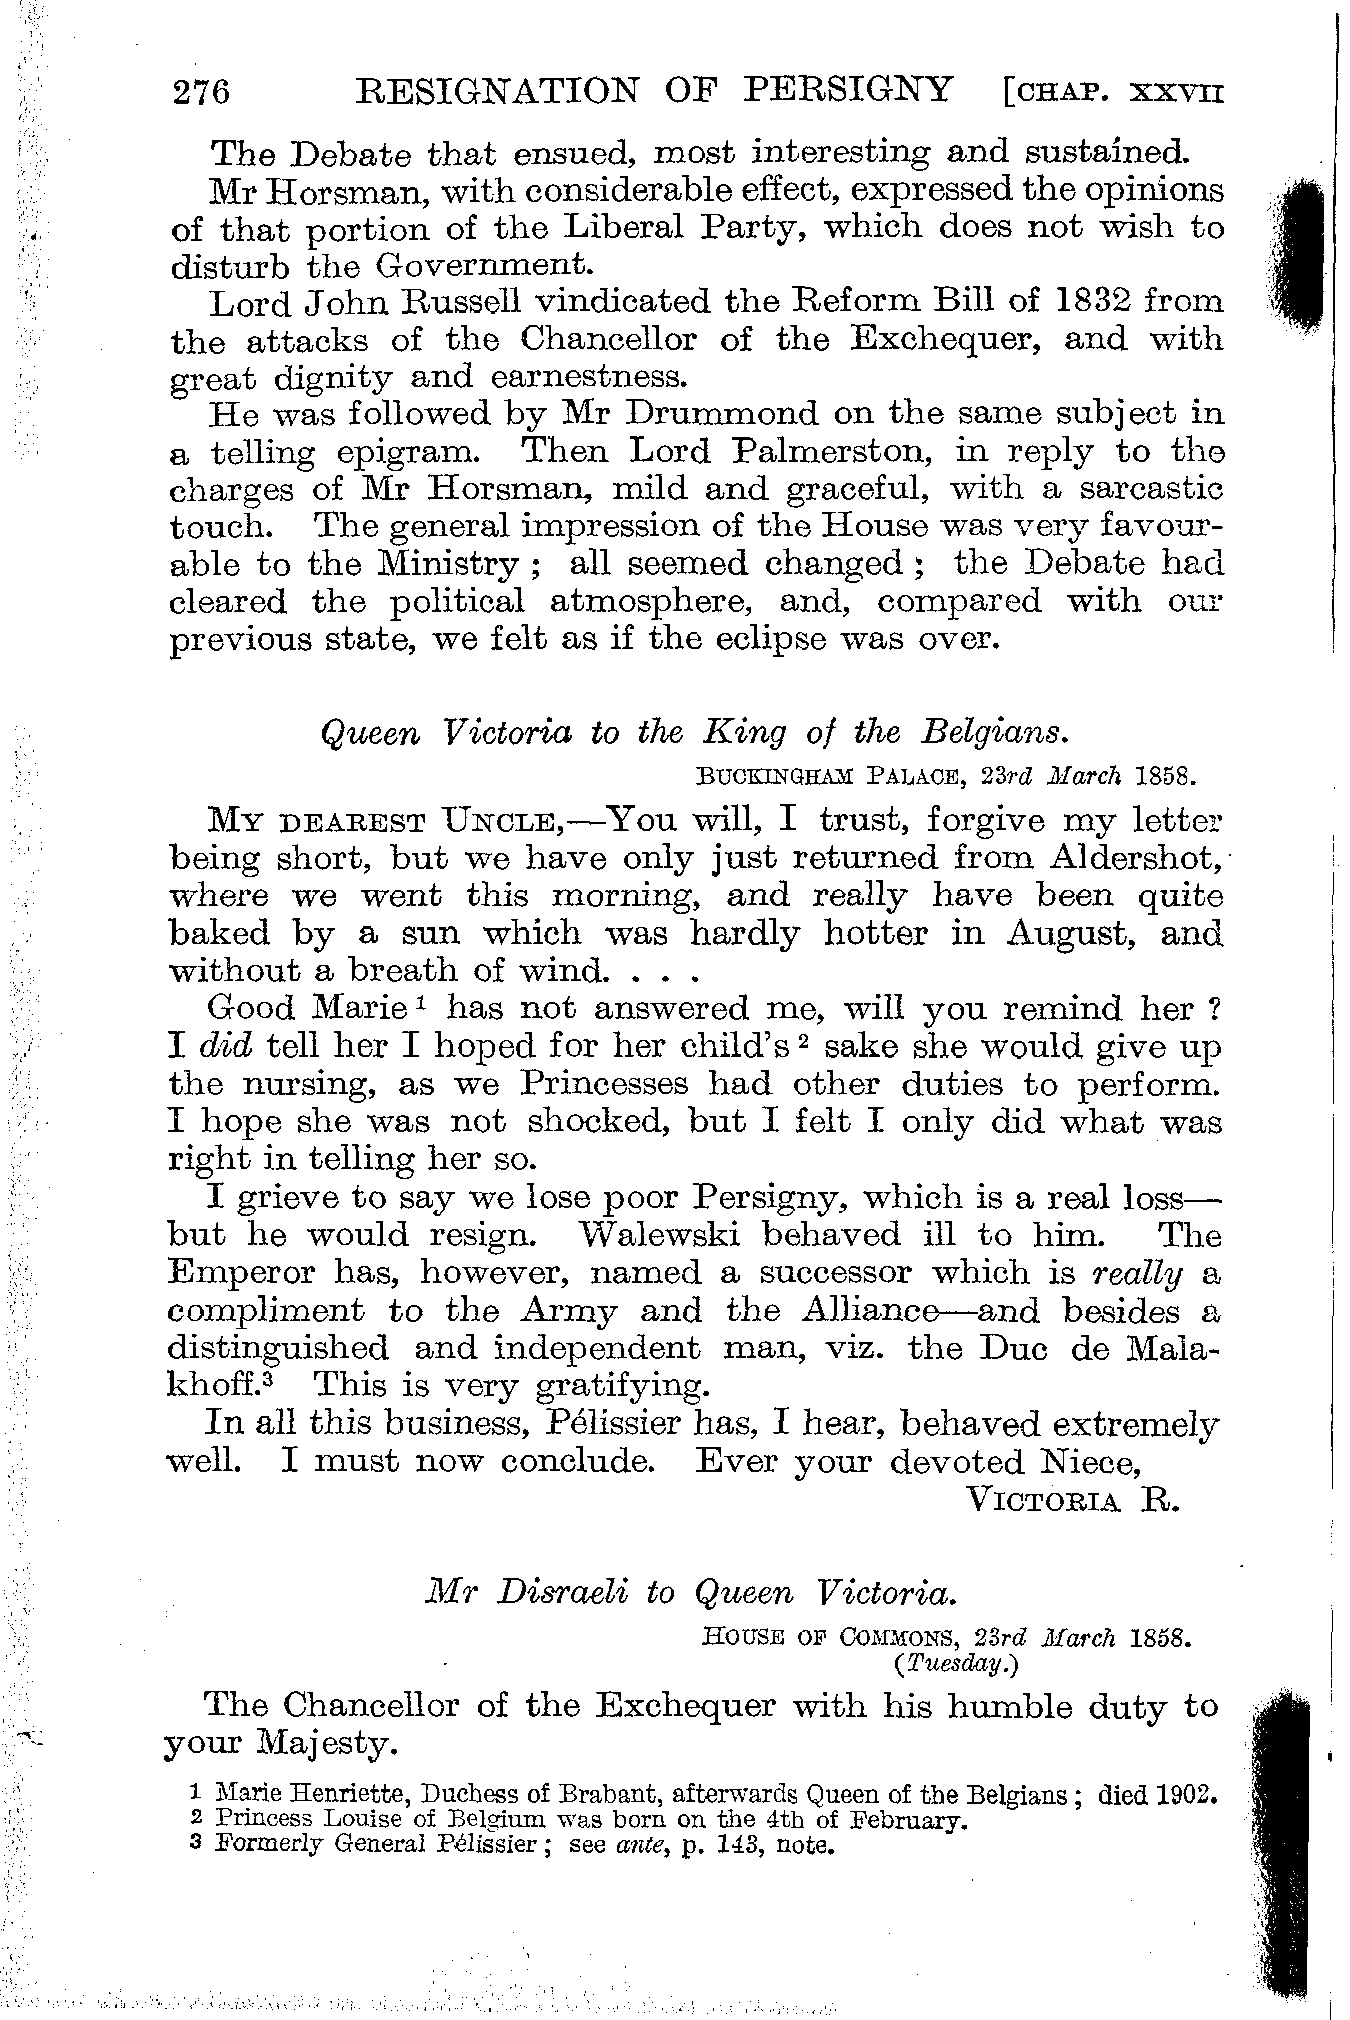 276 RESIGNATION OF PERSIGNY [CHAP. XXVII
The Debate that ensued, most interesting and sustained.
Mr Horsman, with considerable effect, expressed the opinions
of that portion of the Liberal Party, which does not wish to
disturb the Government.
Lord John Russell vindicated the Reform Bill of 1832 from
the attacks of the Chancellor of the Exchequer, and with
great dignity and earnestness.
He was followed by Mr Drummond on the same subject in
a telling epigram. Then Lord Palmerston, in reply to the
charges of Mr Horsman, mild and graceful, with a sarcastic
touch. The general impression of the House was very favour-
able to the Ministry ; all seemed changed ; the Debate had
cleared the political atmosphere, and, compared with our
previous state, we felt as if the eclipse was over.
Queen Victoria to the King of the Belgians.
BUCKINGHAM PALACE, 23rd March 1858.
MY DEAREST UNCLE,—You will, I trust, forgive my letter
being short, but we have only just returned from Aldershot,
where we went this morning, and really have been quite
baked by a sun which was hardly hotter in August, and
without a breath of wind. . . .
Good Marie ¹ has not answered me, will you remind her ?
I did tell her I hoped for her child's ² sake she would give up
the nursing, as we Princesses had other duties to perform.
I hope she was not shocked, but I felt I only did what was
right in telling her so.
I grieve to say we lose poor Persigny, which is a real loss—
but he would resign. Walewski behaved ill to him. The
Emperor has, however, named a successor which is really a
compliment to the Army and the Alliance—and besides a
distinguished and independent man, viz. the Duc de Mala-
khoff.³ This is very gratifying.
In all this business, Pélissier has, I hear, behaved extremely
well. I must now conclude. Ever your devoted Niece,
VICTORIA R.
Mr Disraeli to Queen Victoria.
HOUSE OF COMMONS, 23rd March 1858.
(Tuesday.)
The Chancellor of the Exchequer with his humble duty to
your Majesty.
1 Marie Henriette, Duchess of Brabant, afterwards Queen of the Belgians ; died 1902.
2 Princess Louise of Belgium was born on the 4th of February.
3 Formerly General Pélissier ; see ante, p. 143, note.